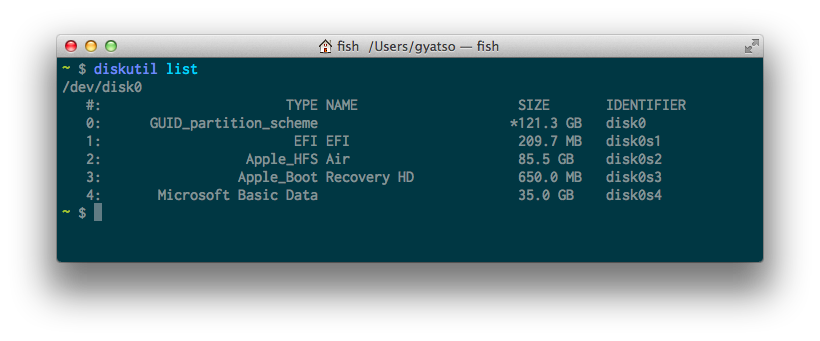 fish /Users/gyatso — fish
~ $ diskutil list
/dev/disk0
#: TYPE NAME SIZE IDENTIFIER
0: GUID_partition_scheme *121.3 GB disk0
1: EFI EFI 209.7 MB disk0s1
2: Apple_HFS Air 85.5 GB disk0s2
3: Apple_Boot Recovery HD 650.0 MB disk0s3
4: Microsoft Basic Data 35.0 GB disk0s4
~ $